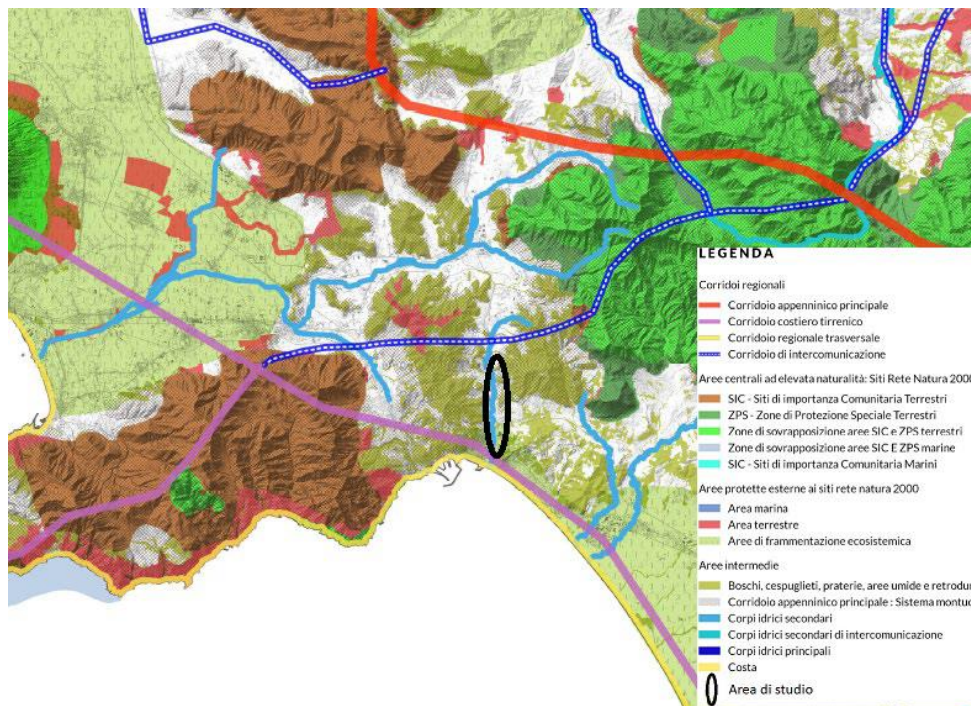 LEGENDA
Corridoi regionali
Corridoio appenninico principale
Corridoio costiero tirrenico
Corridoio regionale trasversale
Corridoio di intercomunicazione
Aree centrali ad elevata naturalità: Siti Rete Natura 2000
SIC - Siti di importanza Comunitaria Terrestri
ZPS - Zone di Protezione Speciale Terrestri
Zone di sovrapposizione aree SIC e ZPS terrestri
Zone di sovrapposizione aree SIC E ZPS marine
SIC - Siti di importanza Comunitaria Marini
Aree protette esterne ai siti rete natura 2000
Area marina
Area terrestre
Aree di frammentazione ecosistemica
Aree intermedie
Boschi, cespuglieti, praterie, aree umide e retrodun
Corridoio appenninico principale : Sistema montuo
Corpi idrici secondari
Corpi idrici secondari di intercomunicazione
Corpi idrici principali
Costa
Area di studio